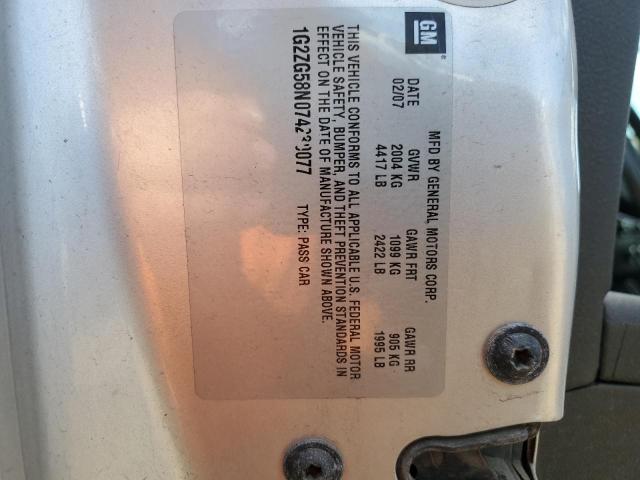 GM
®
MFD BY GENERAL MOTORS CORP.
DATE GVWR GAWR FRT GAWR RR
02/07 2004 KG 1099 KG 905 KG
4417 LB 2422 LB 1995 LB
THIS VEHICLE CONFORMS TO ALL APPLICABLE U.S. FEDERAL MOTOR
VEHICLE SAFETY, BUMPER, AND THEFT PREVENTION STANDARDS IN
EFFECT ON THE DATE OF MANUFACTURE SHOWN ABOVE.
1G2ZG58N074230077 TYPE: PASS CAR